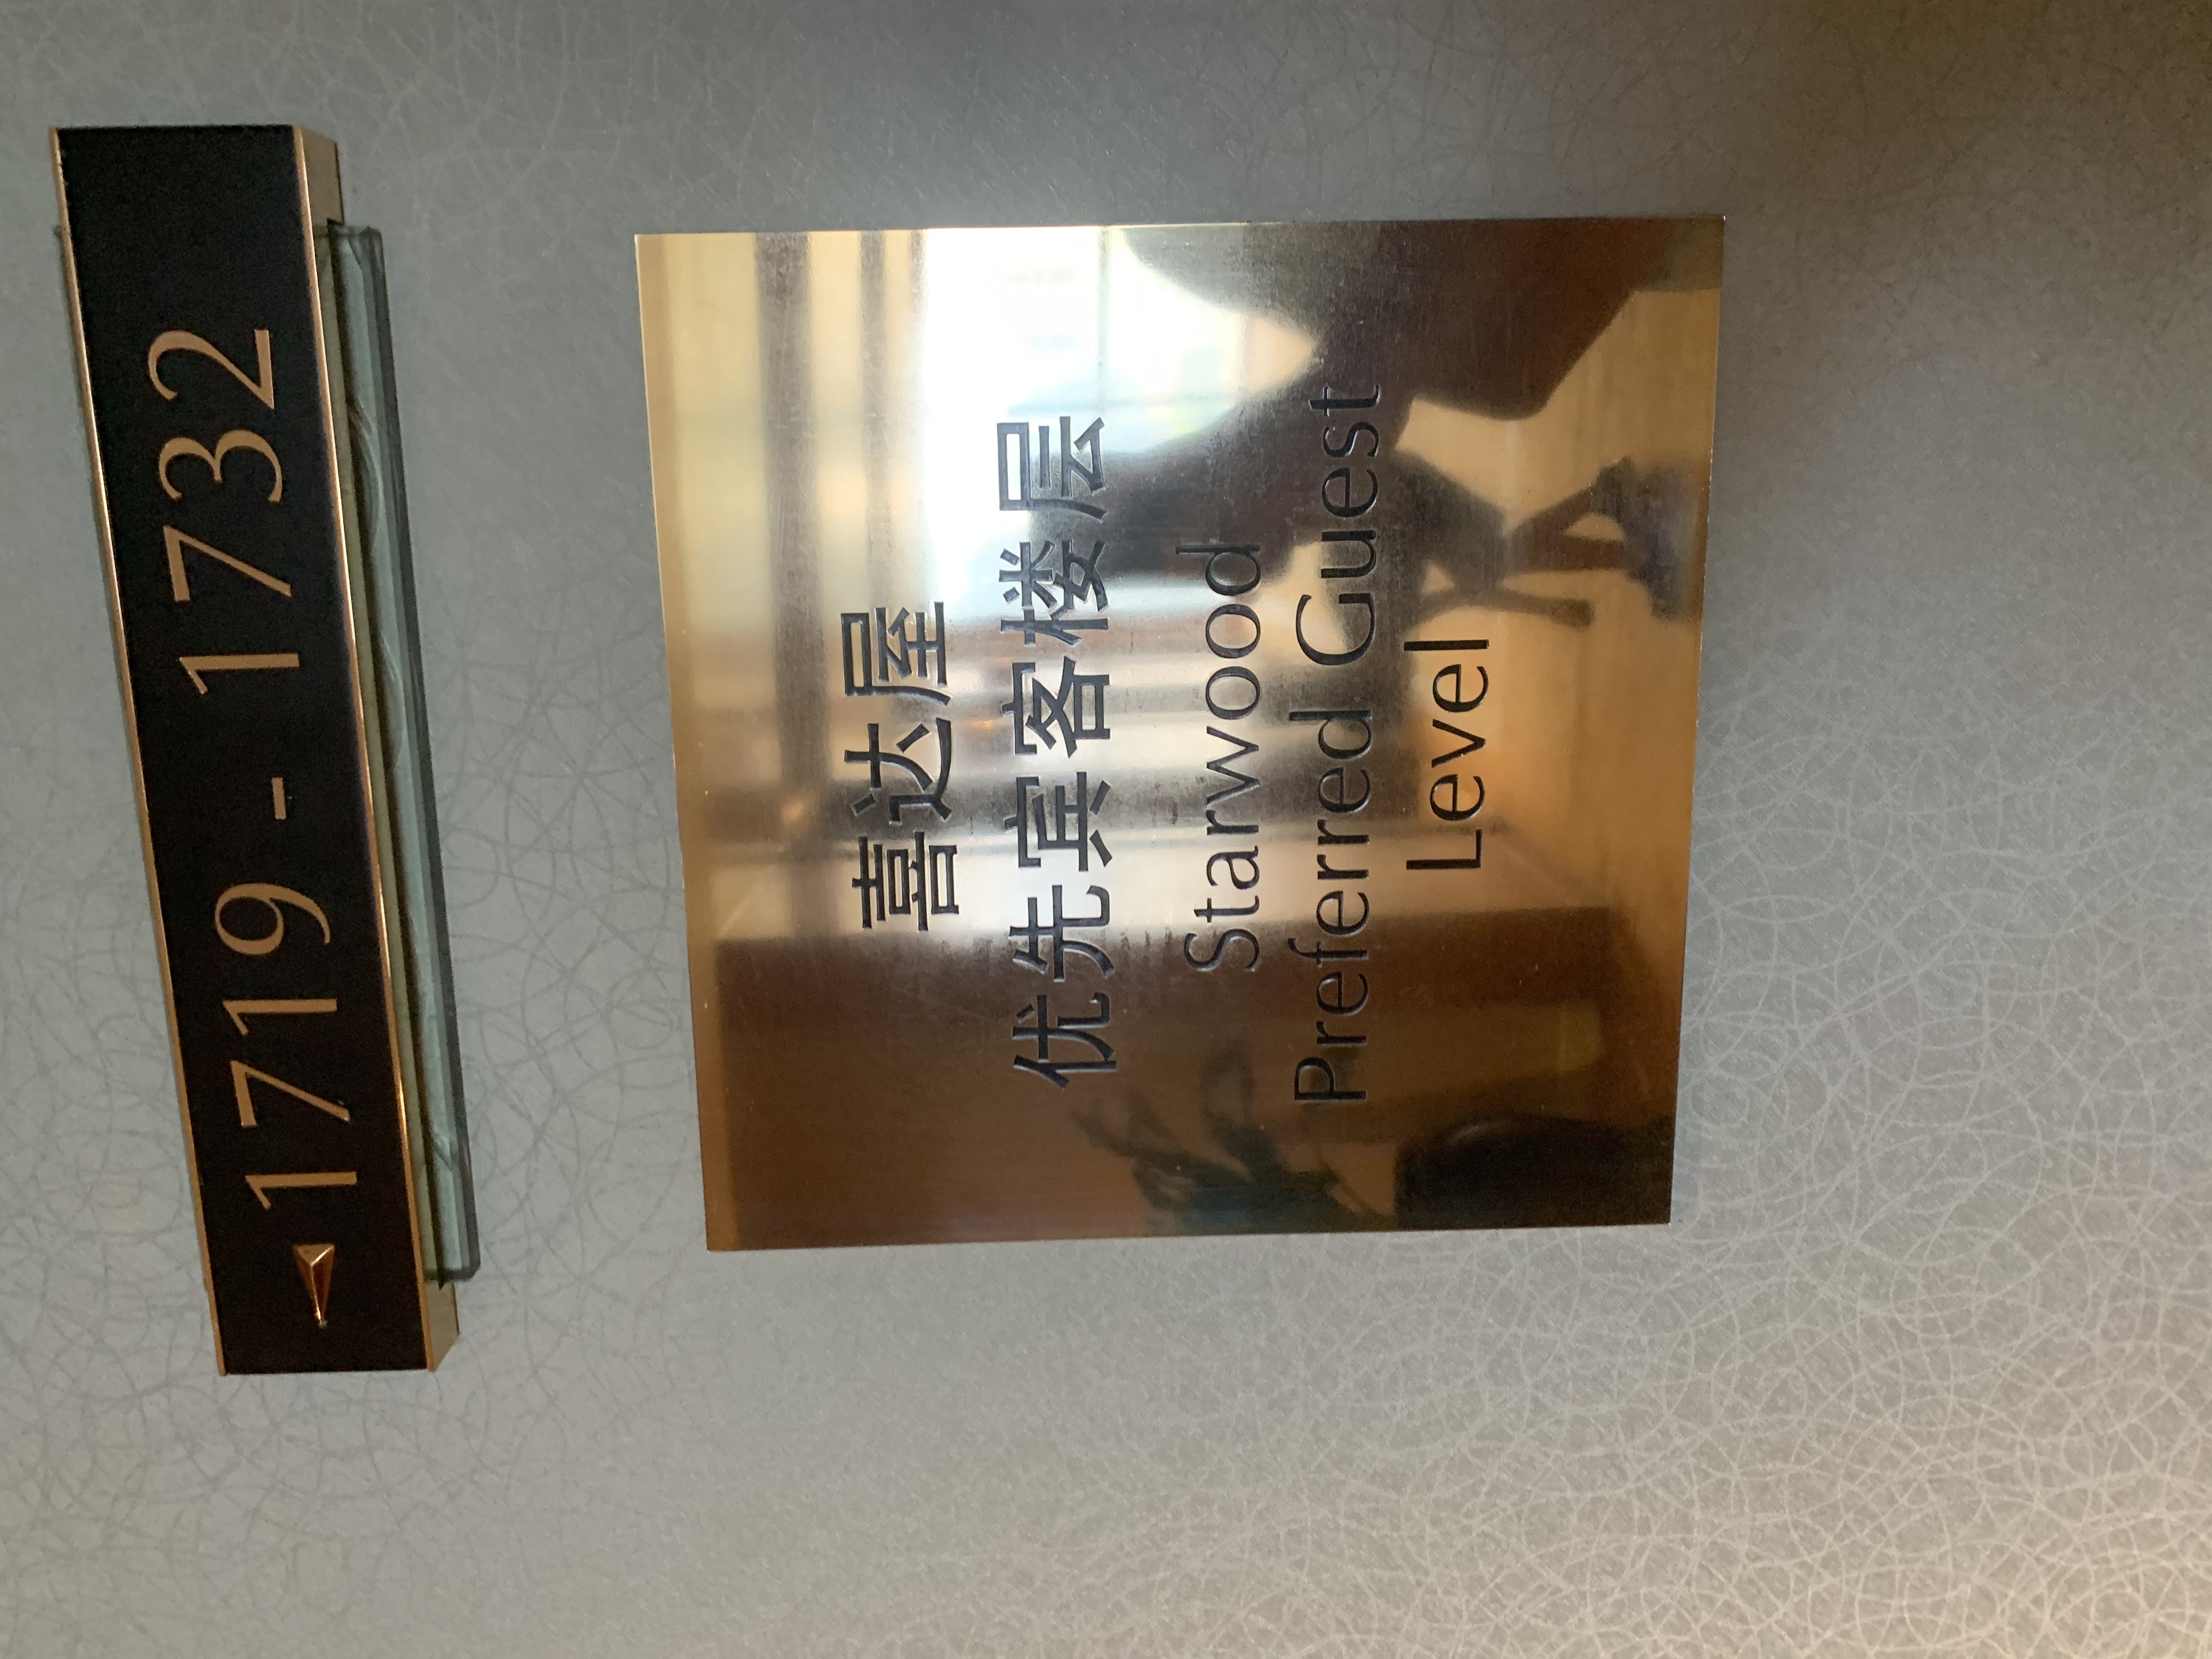 1719 - 1732
喜达屋
优先宾客楼层
Starwood
Preferred Guest
Level